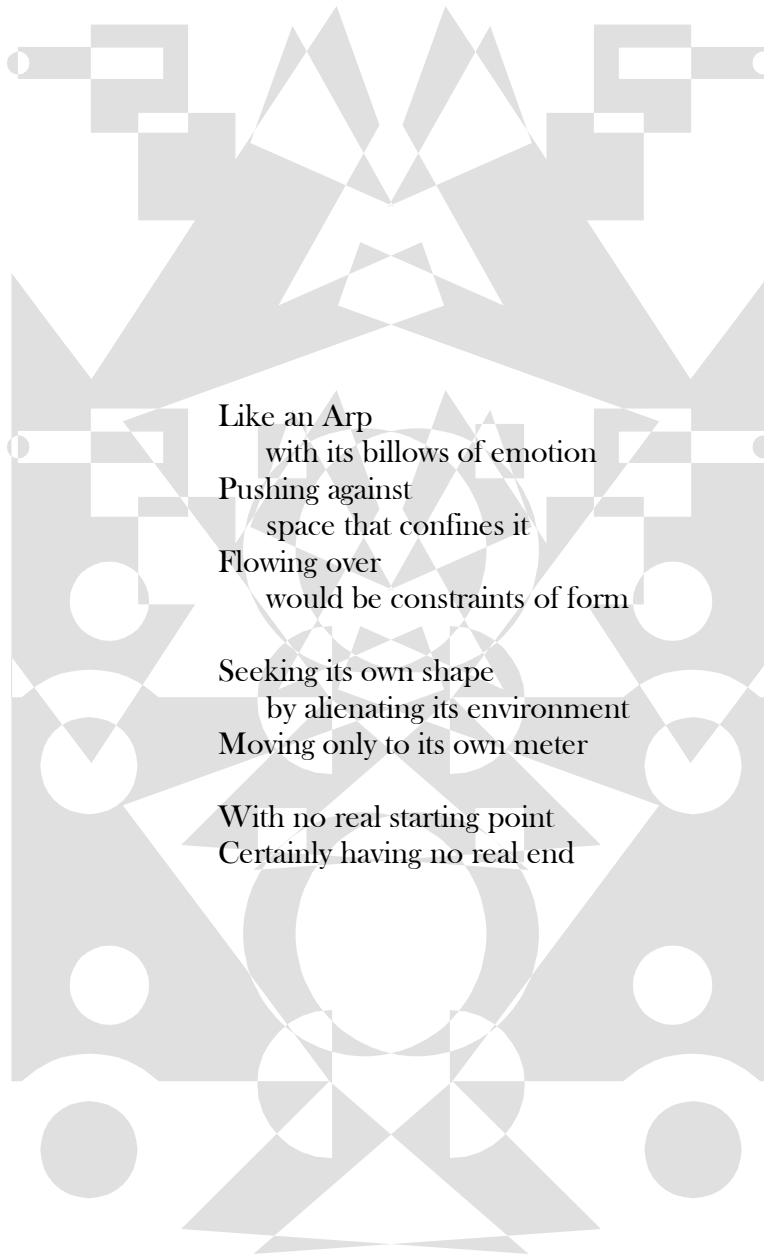 Like an Arp
with its billows of emotion
Pushing against
space that confines it
Flowing over
would be constraints of form
Seeking its own shape
by alienating its environment
Moving only to its own meter
With no real starting point
Certainly having no real end